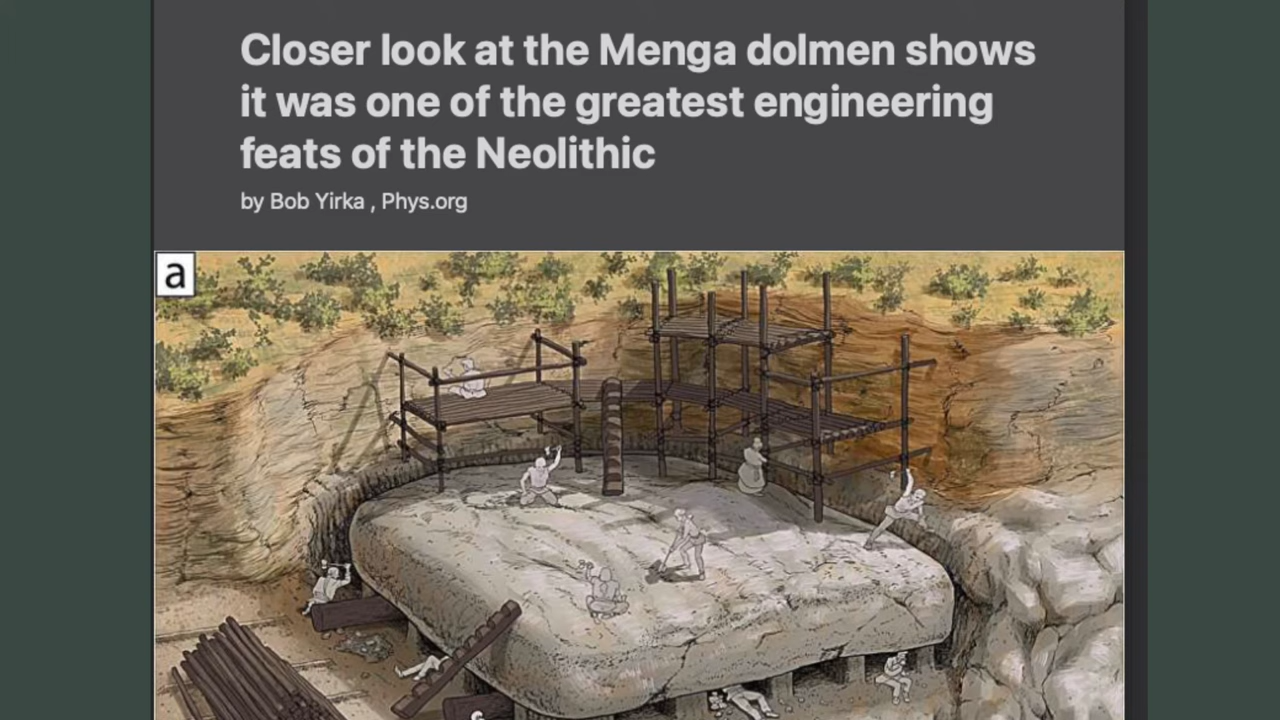 Closer look at the Menga dolmen shows
it was one of the greatest engineering
feats of the Neolithic
by Bob Yirka , Phys.org
a